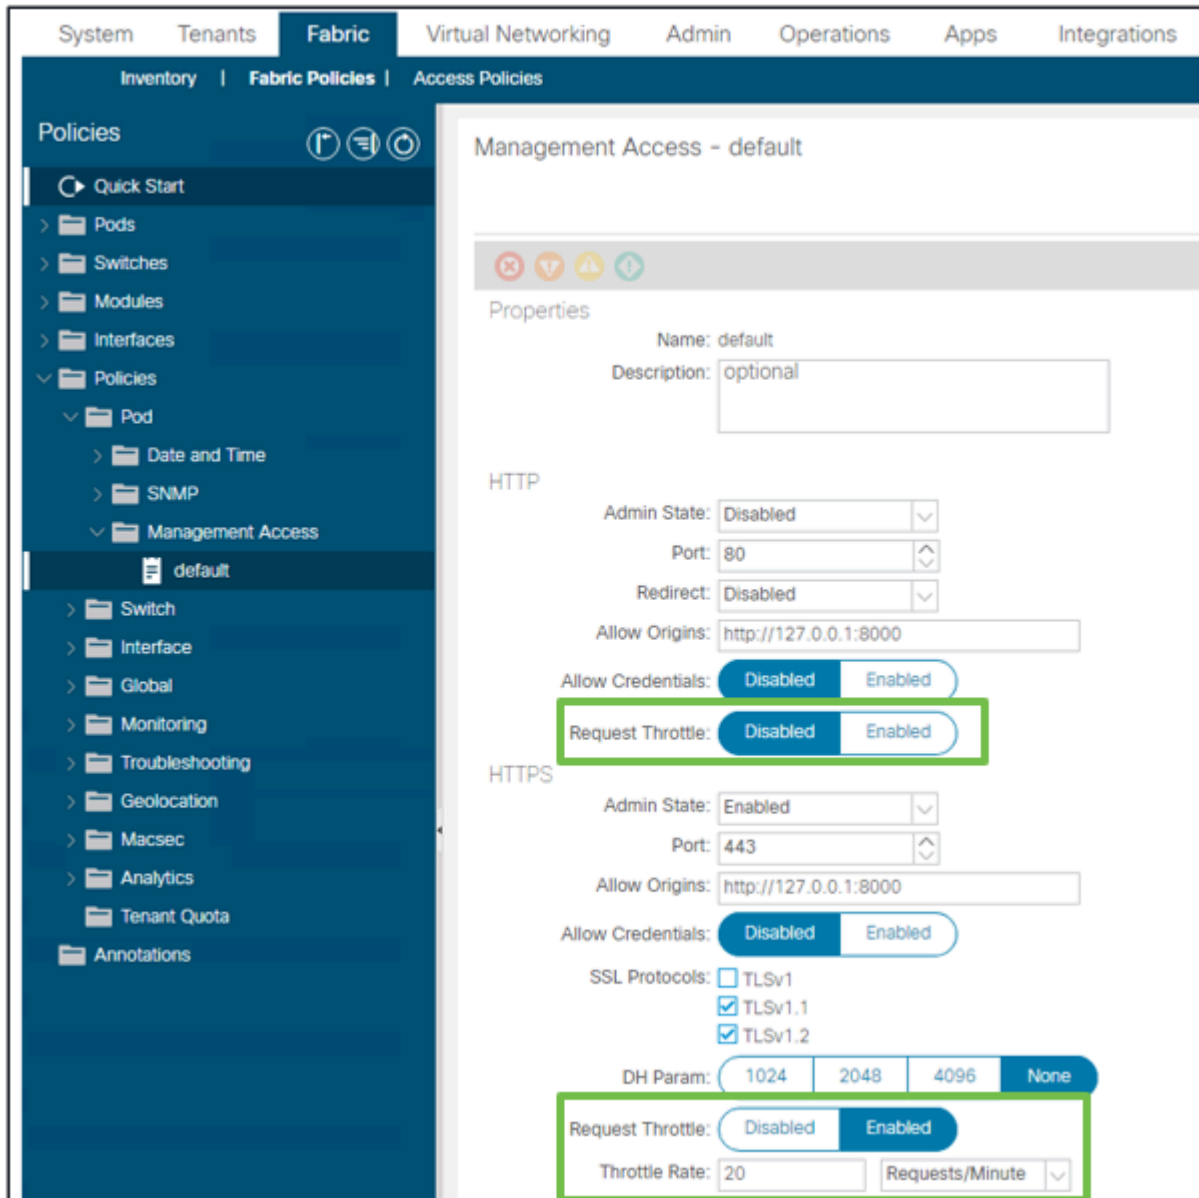 System Tenants Fabric Virtual Networking Admin Operations Apps Integrations
Inventory | Fabric Policies | Access Policies
Policies
Quick Start
Pods
Switches
Modules
Interfaces
Policies
Pod
Date and Time
SNMP
Management Access
default
Switch
Interface
Global
Monitoring
Troubleshooting
Geolocation
Macsec
Analytics
Tenant Quota
Annotations
Management Access - default
Properties
Name: default
Description: optional
HTTP
Admin State: Disabled
Port: 80
Redirect: Disabled
Allow Origins: http://127.0.0.1:8000
Allow Credentials: Disabled Enabled
Request Throttle: Disabled Enabled
HTTPS
Admin State: Enabled
Port: 443
Allow Origins: http://127.0.0.1:8000
Allow Credentials: Disabled Enabled
SSL Protocols: TLSv1
TLSv1.1
TLSv1.2
DH Param: 1024 2048 4096 None
Request Throttle: Disabled Enabled
Throttle Rate: 20 Requests/Minute